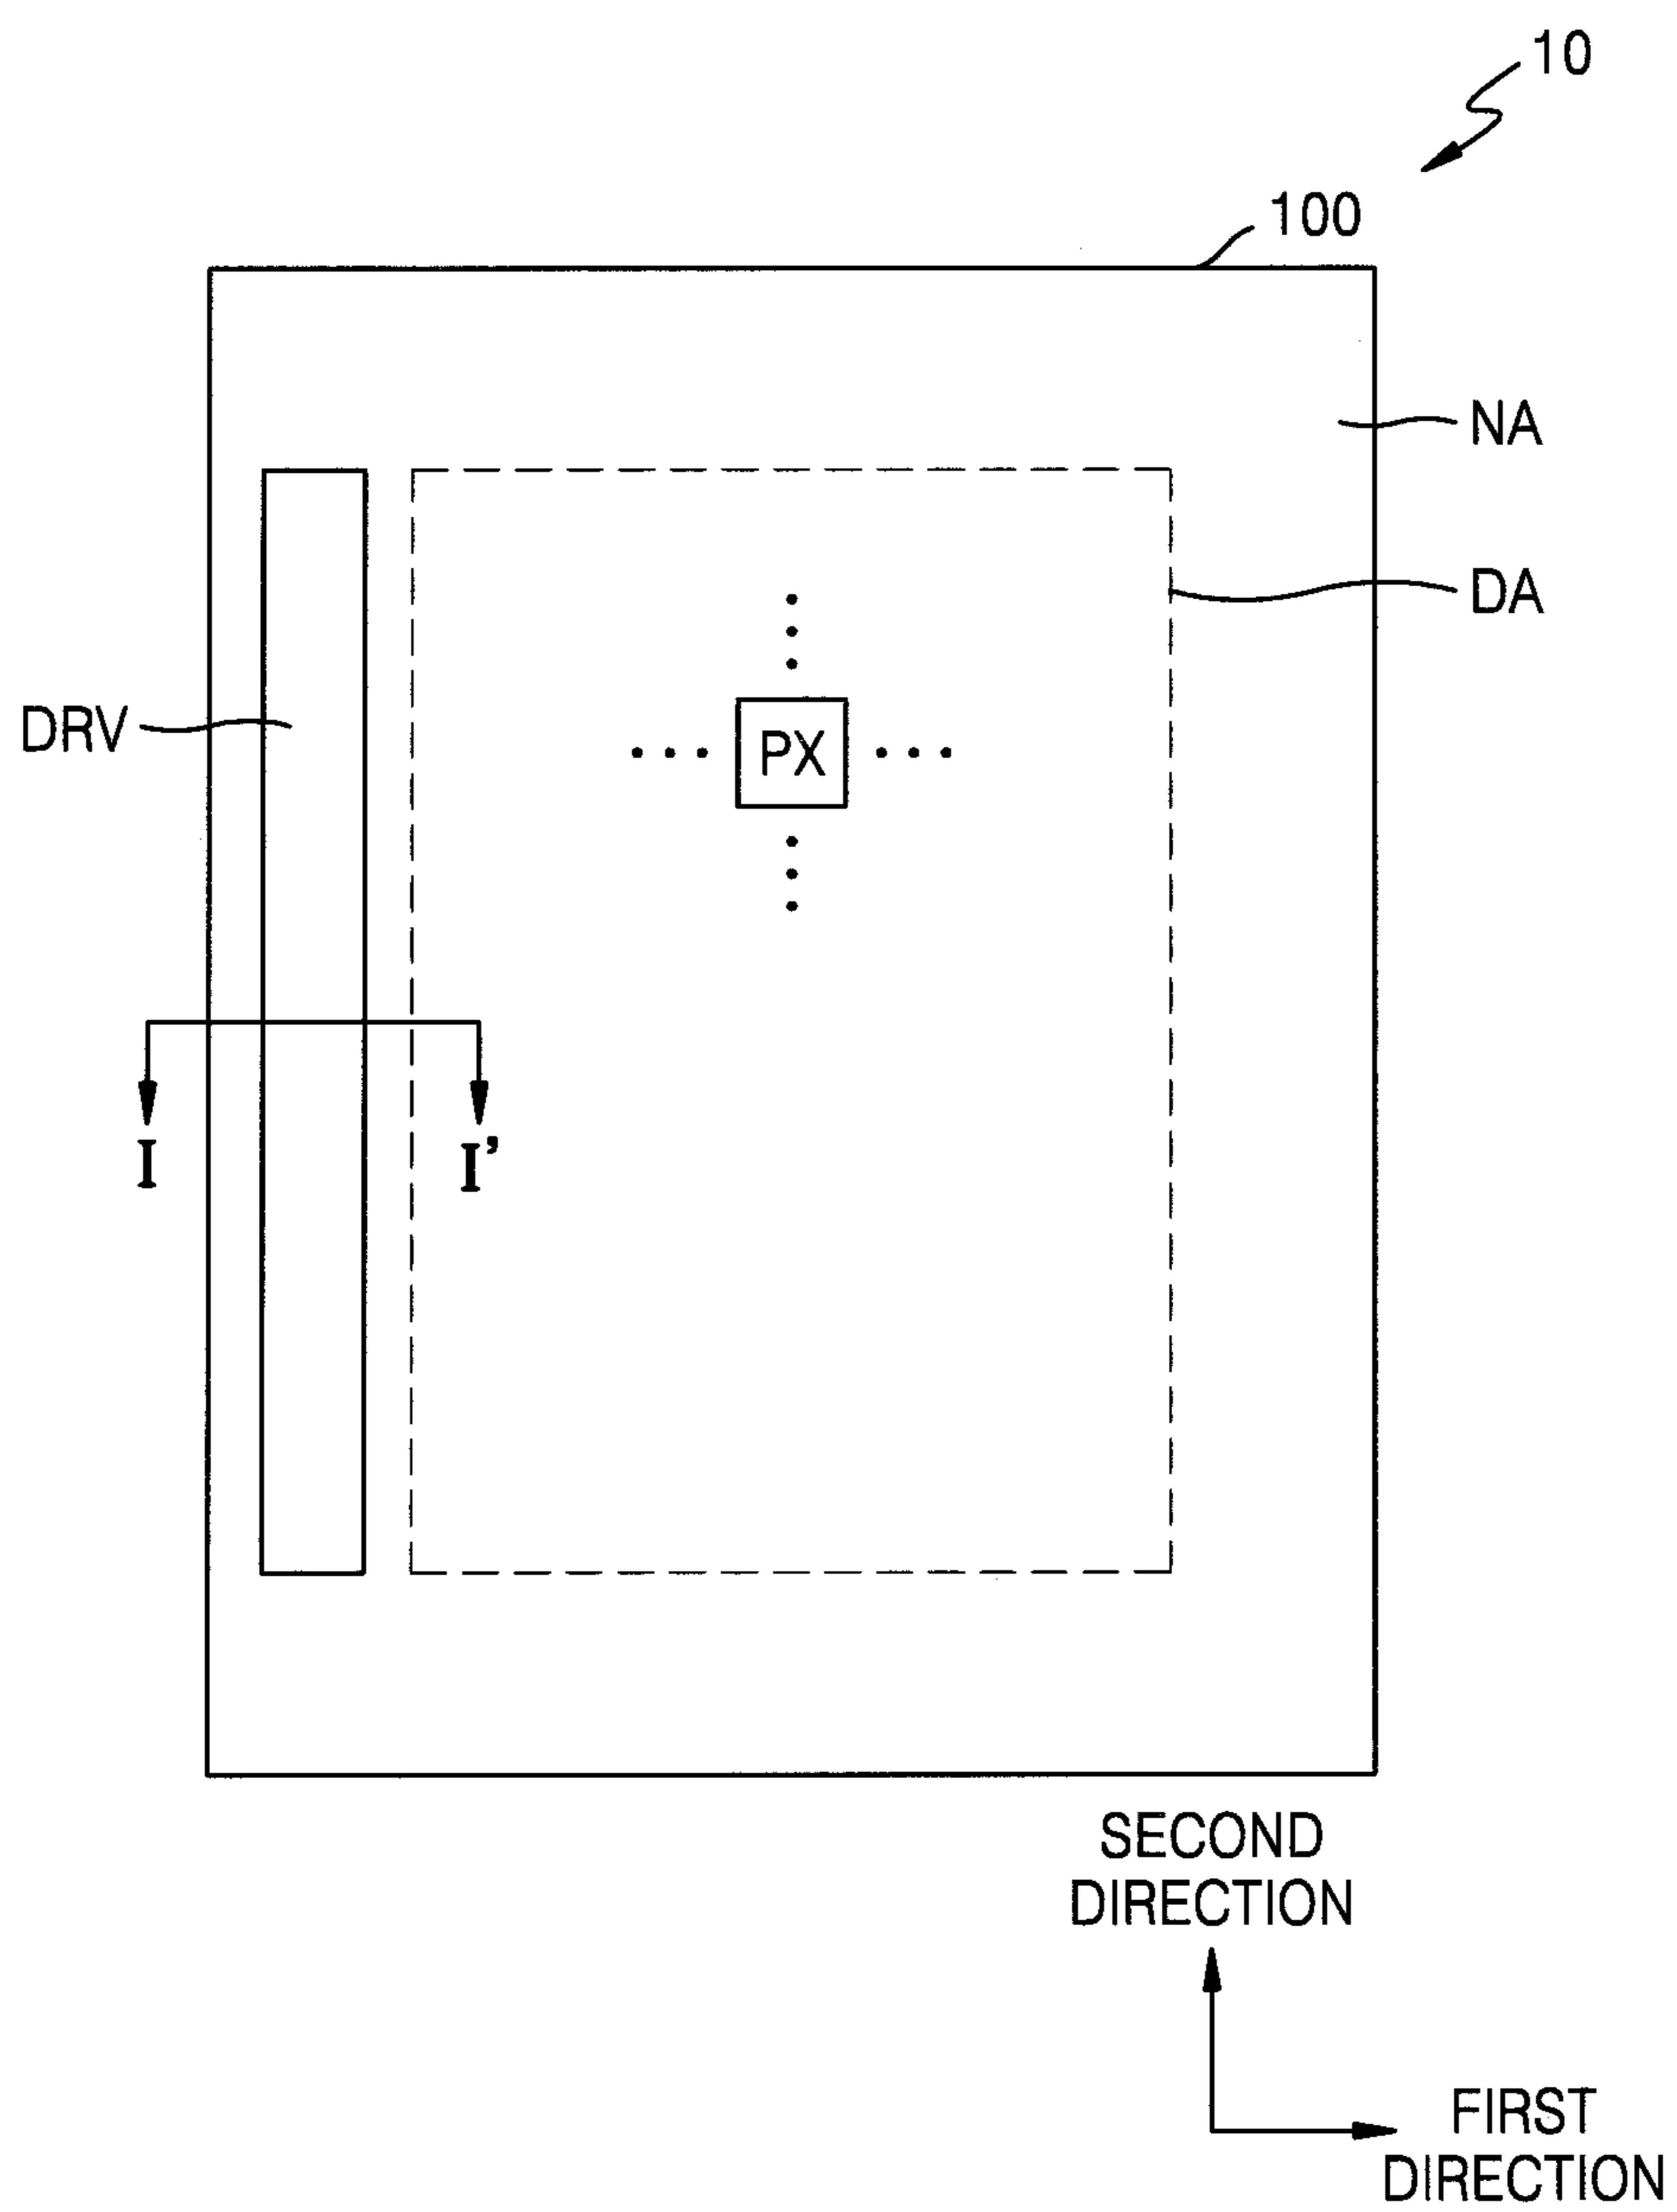 10
100
NA
DA
DRV
... PX ...
I
I'
SECOND
DIRECTION
FIRST
DIRECTION